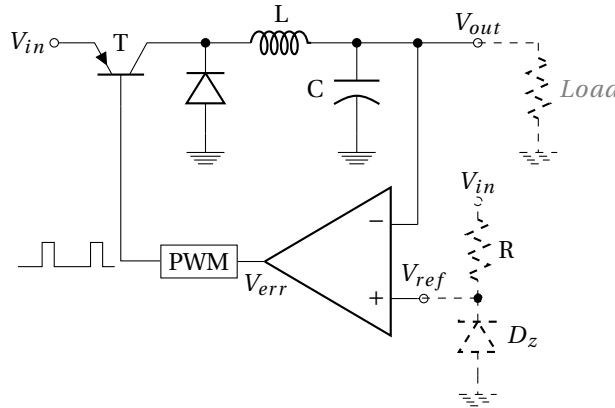 V_in
T
L
V_out
C
Load
V_in
−
PWM
V_err
V_ref
R
+
D_z